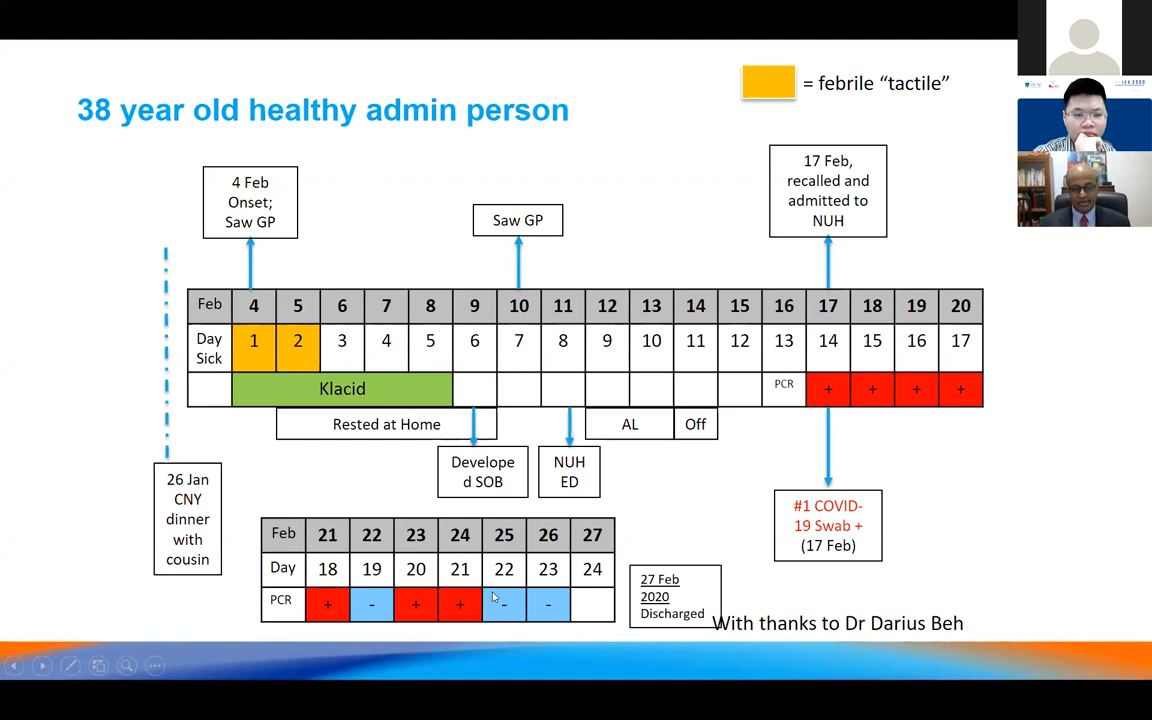 = febrile “tactile”
38 year old healthy admin person
4 Feb
Onset;
Saw GP
Saw GP
17 Feb,
recalled and
admitted to
NUH
Feb 4 5 6 7 8 9 10 11 12 13 14 15 16 17 18 19 20
Day
Sick 1 2 3 4 5 6 7 8 9 10 11 12 13 14 15 16 17
Klacid PCR + + + +
Rested at Home AL Off
Develope
d SOB
NUH
ED
26 Jan
CNY
dinner
with
cousin
#1 COVID-
19 Swab +
(17 Feb)
Feb 21 22 23 24 25 26 27
Day 18 19 20 21 22 23 24
PCR + - + + - -
27 Feb
2020
Discharged
With thanks to Dr Darius Beh